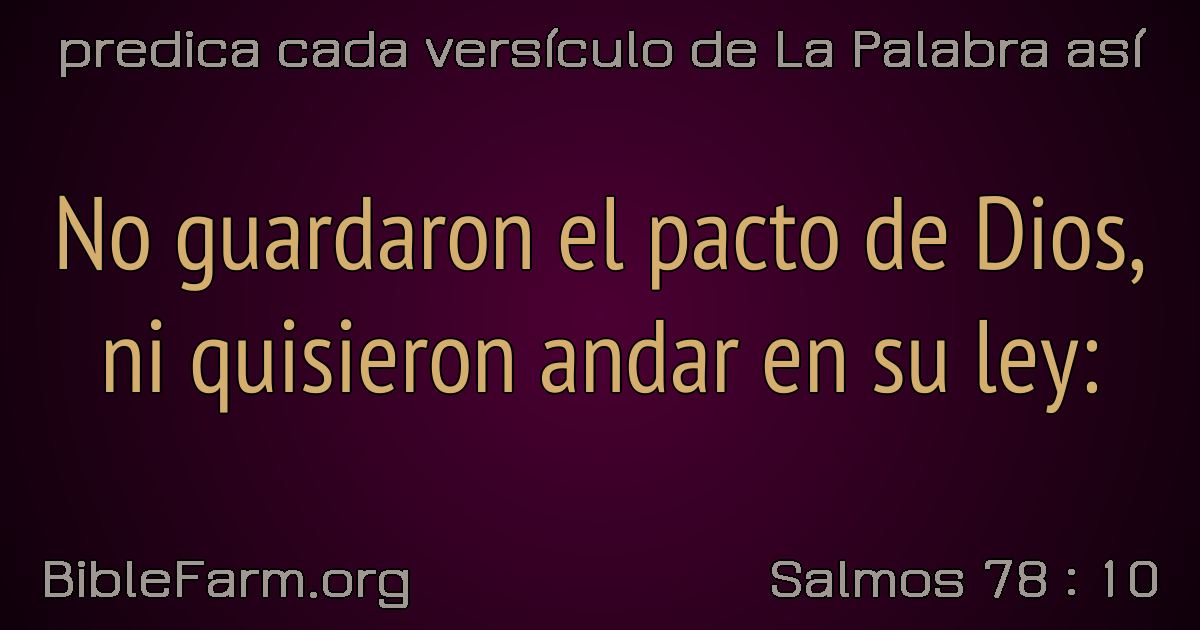 predica cada versículo de La Palabra así
No guardaron el pacto de Dios,
ni quisieron andar en su ley:
BibleFarm.org
Salmos 78 : 10